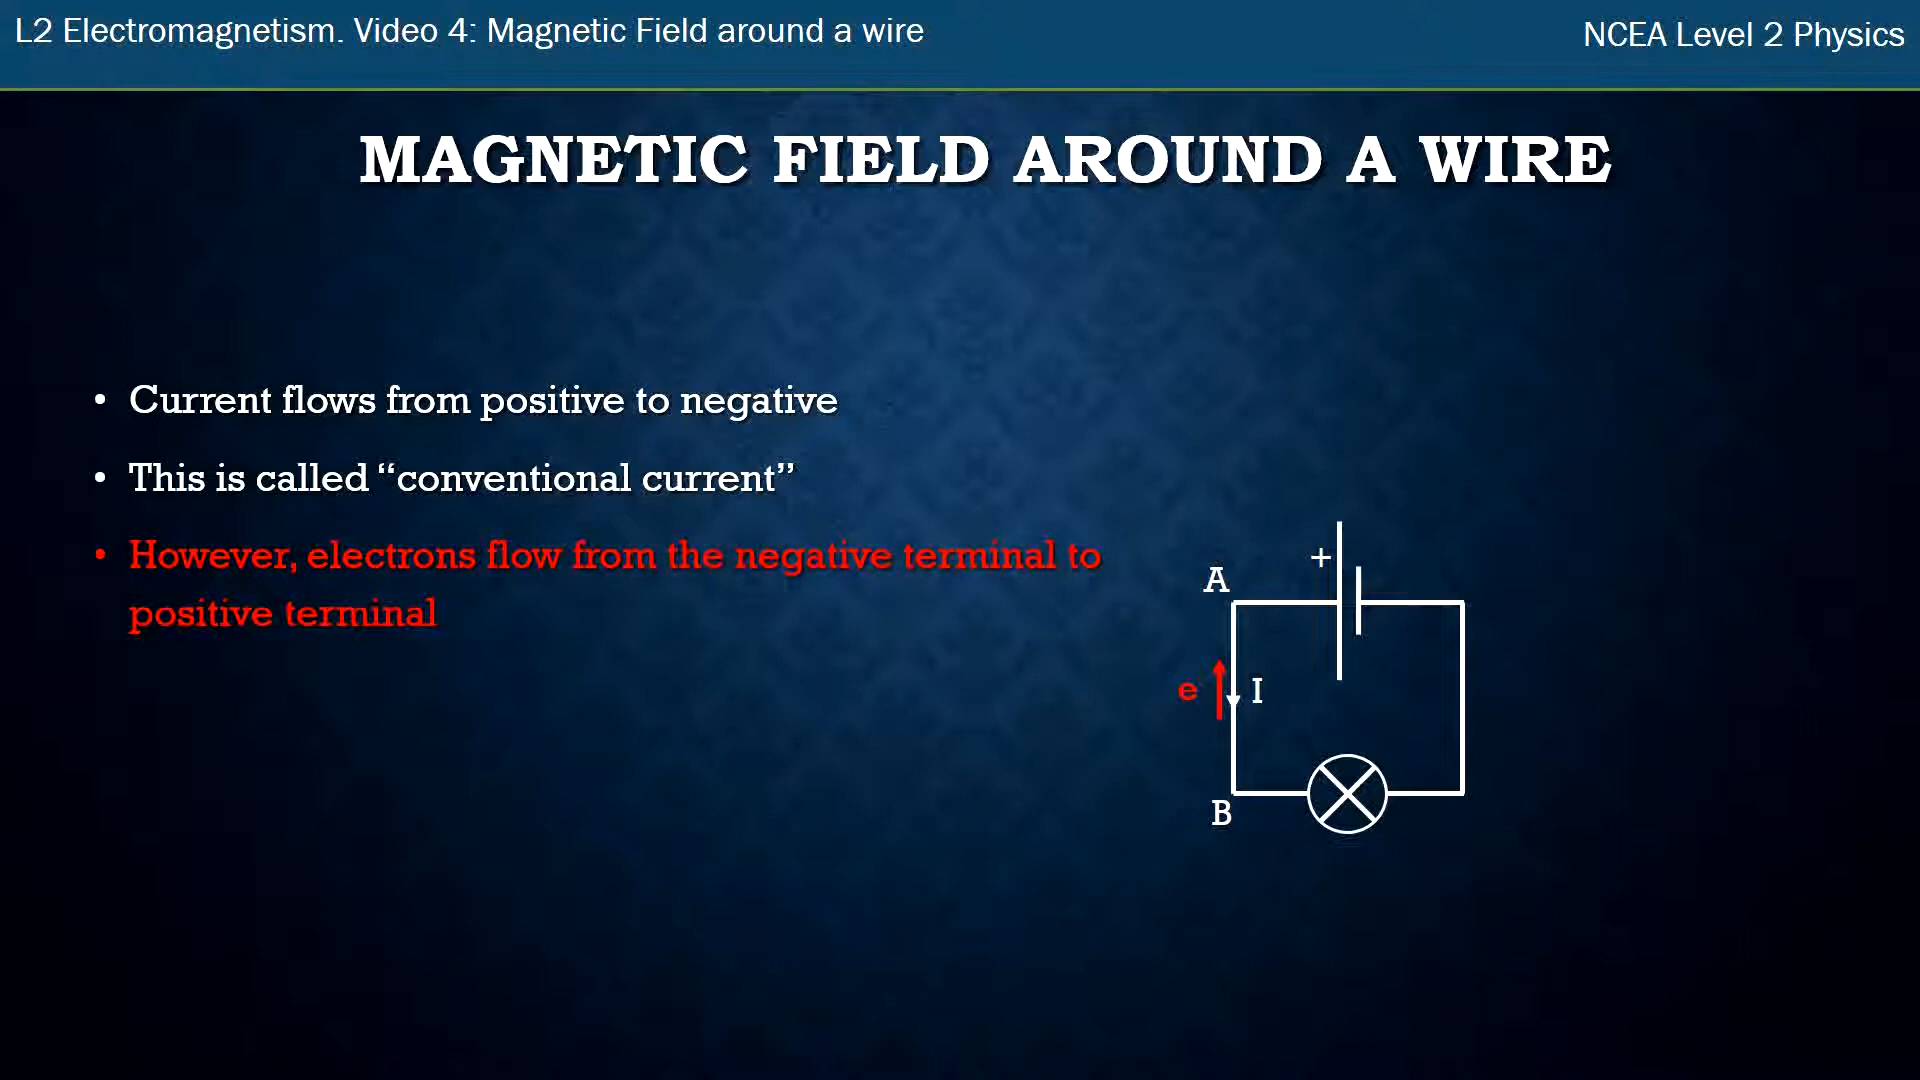 L2 Electromagnetism. Video 4: Magnetic Field around a wire
NCEA Level 2 Physics
MAGNETIC FIELD AROUND A WIRE
• Current flows from positive to negative
• This is called “conventional current”
• However, electrons flow from the negative terminal to
positive terminal
+
A
e
I
B